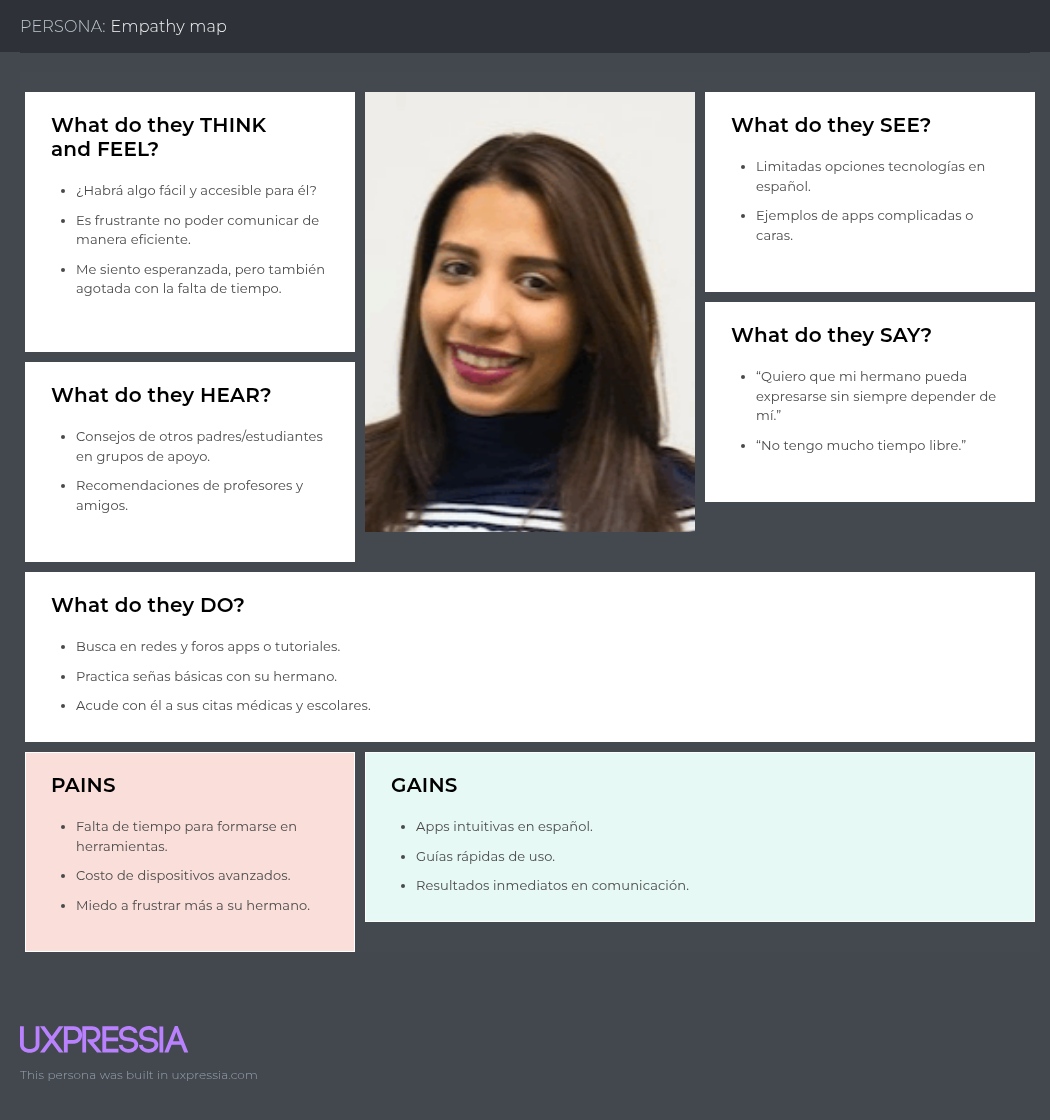 PERSONA: Empathy map
What do they THINK
and FEEL?
¿Habrá algo fácil y accesible para él?
Es frustrante no poder comunicar de
manera eficiente.
Me siento esperanzada, pero también
agotada con la falta de tiempo.
What do they HEAR?
Consejos de otros padres/estudiantes
en grupos de apoyo.
Recomendaciones de profesores y
amigos.
What do they SEE?
Limitadas opciones tecnologías en
español.
Ejemplos de apps complicadas o
caras.
What do they SAY?
“Quiero que mi hermano pueda
expresarse sin siempre depender de
mí.”
“No tengo mucho tiempo libre.”
What do they DO?
Busca en redes y foros apps o tutoriales.
Practica señas básicas con su hermano.
Acude con él a sus citas médicas y escolares.
PAINS
Falta de tiempo para formarse en
herramientas.
Costo de dispositivos avanzados.
Miedo a frustrar más a su hermano.
GAINS
Apps intuitivas en español.
Guías rápidas de uso.
Resultados inmediatos en comunicación.
UXPRESSIA
This persona was built in uxpressia.com